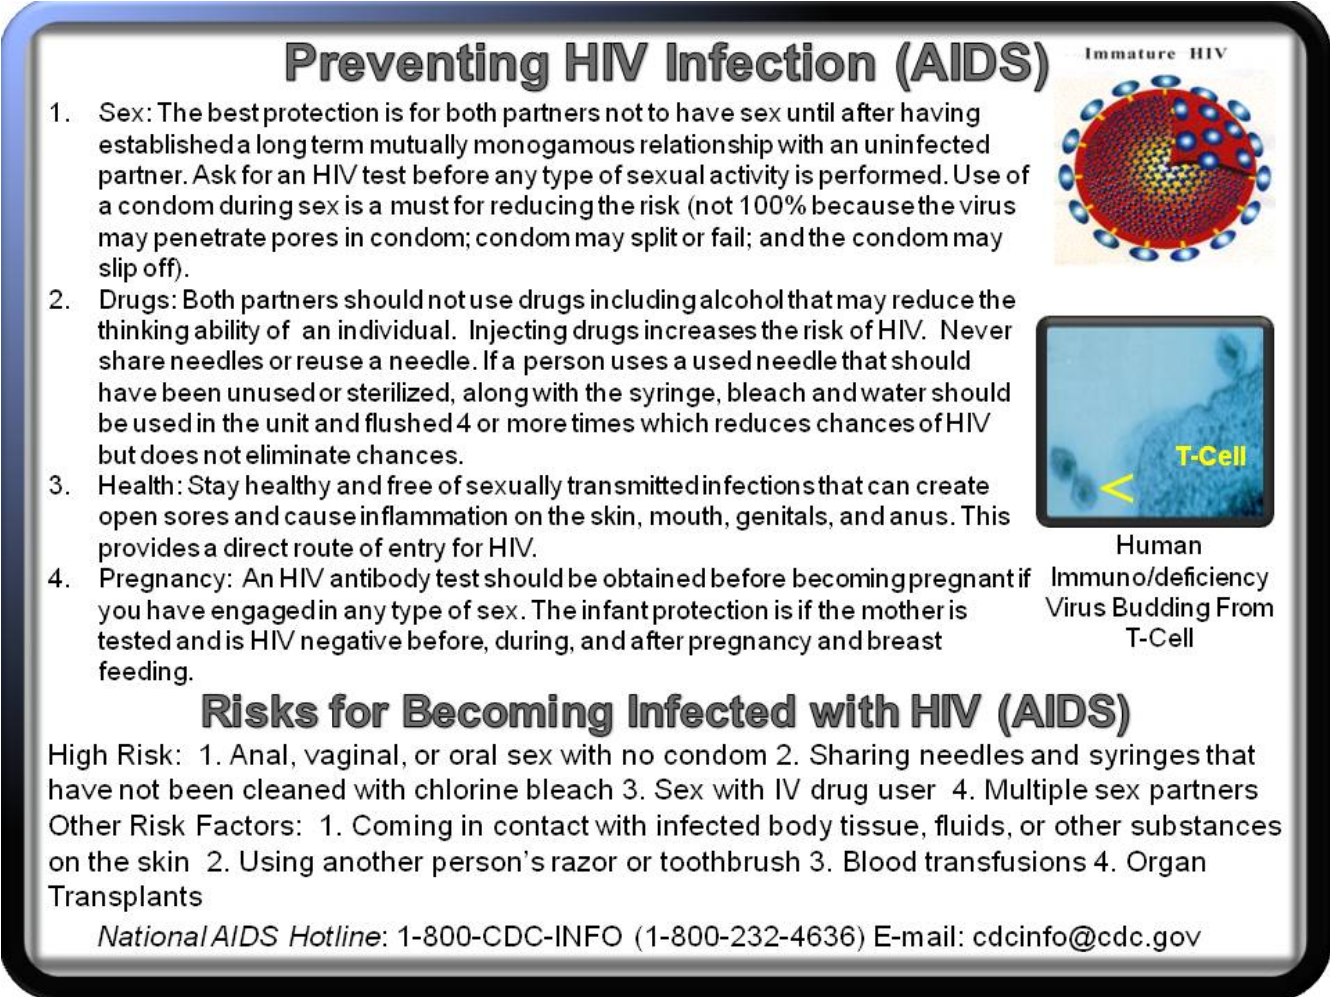 Preventing HIV Infection (AIDS)
Immature HIV
1. Sex: The best protection is for both partners not to have sex until after having
established a long term mutually monogamous relationship with an uninfected
partner. Ask for an HIV test before any type of sexual activity is performed. Use of
a condom during sex is a must for reducing the risk (not 100% because the virus
may penetrate pores in condom; condom may split or fail; and the condom may
slip off).
2. Drugs: Both partners should not use drugs including alcohol that may reduce the
thinking ability of an individual. Injecting drugs increases the risk of HIV. Never
share needles or reuse a needle. If a person uses a used needle that should
have been unused or sterilized, along with the syringe, bleach and water should
be used in the unit and flushed 4 or more times which reduces chances of HIV
but does not eliminate chances.
3. Health: Stay healthy and free of sexually transmitted infections that can create
open sores and cause inflammation on the skin, mouth, genitals, and anus. This
provides a direct route of entry for HIV.
4. Pregnancy: An HIV antibody test should be obtained before becoming pregnant if
you have engaged in any type of sex. The infant protection is if the mother is
tested and is HIV negative before, during, and after pregnancy and breast
feeding.
T-Cell
<
Human
Immuno/deficiency
Virus Budding From
T-Cell
Risks for Becoming Infected with HIV (AIDS)
High Risk: 1. Anal, vaginal, or oral sex with no condom 2. Sharing needles and syringes that
have not been cleaned with chlorine bleach 3. Sex with IV drug user 4. Multiple sex partners
Other Risk Factors: 1. Coming in contact with infected body tissue, fluids, or other substances
on the skin 2. Using another person's razor or toothbrush 3. Blood transfusions 4. Organ
Transplants
National AIDS Hotline: 1-800-CDC-INFO (1-800-232-4636) E-mail: cdcinfo@cdc.gov